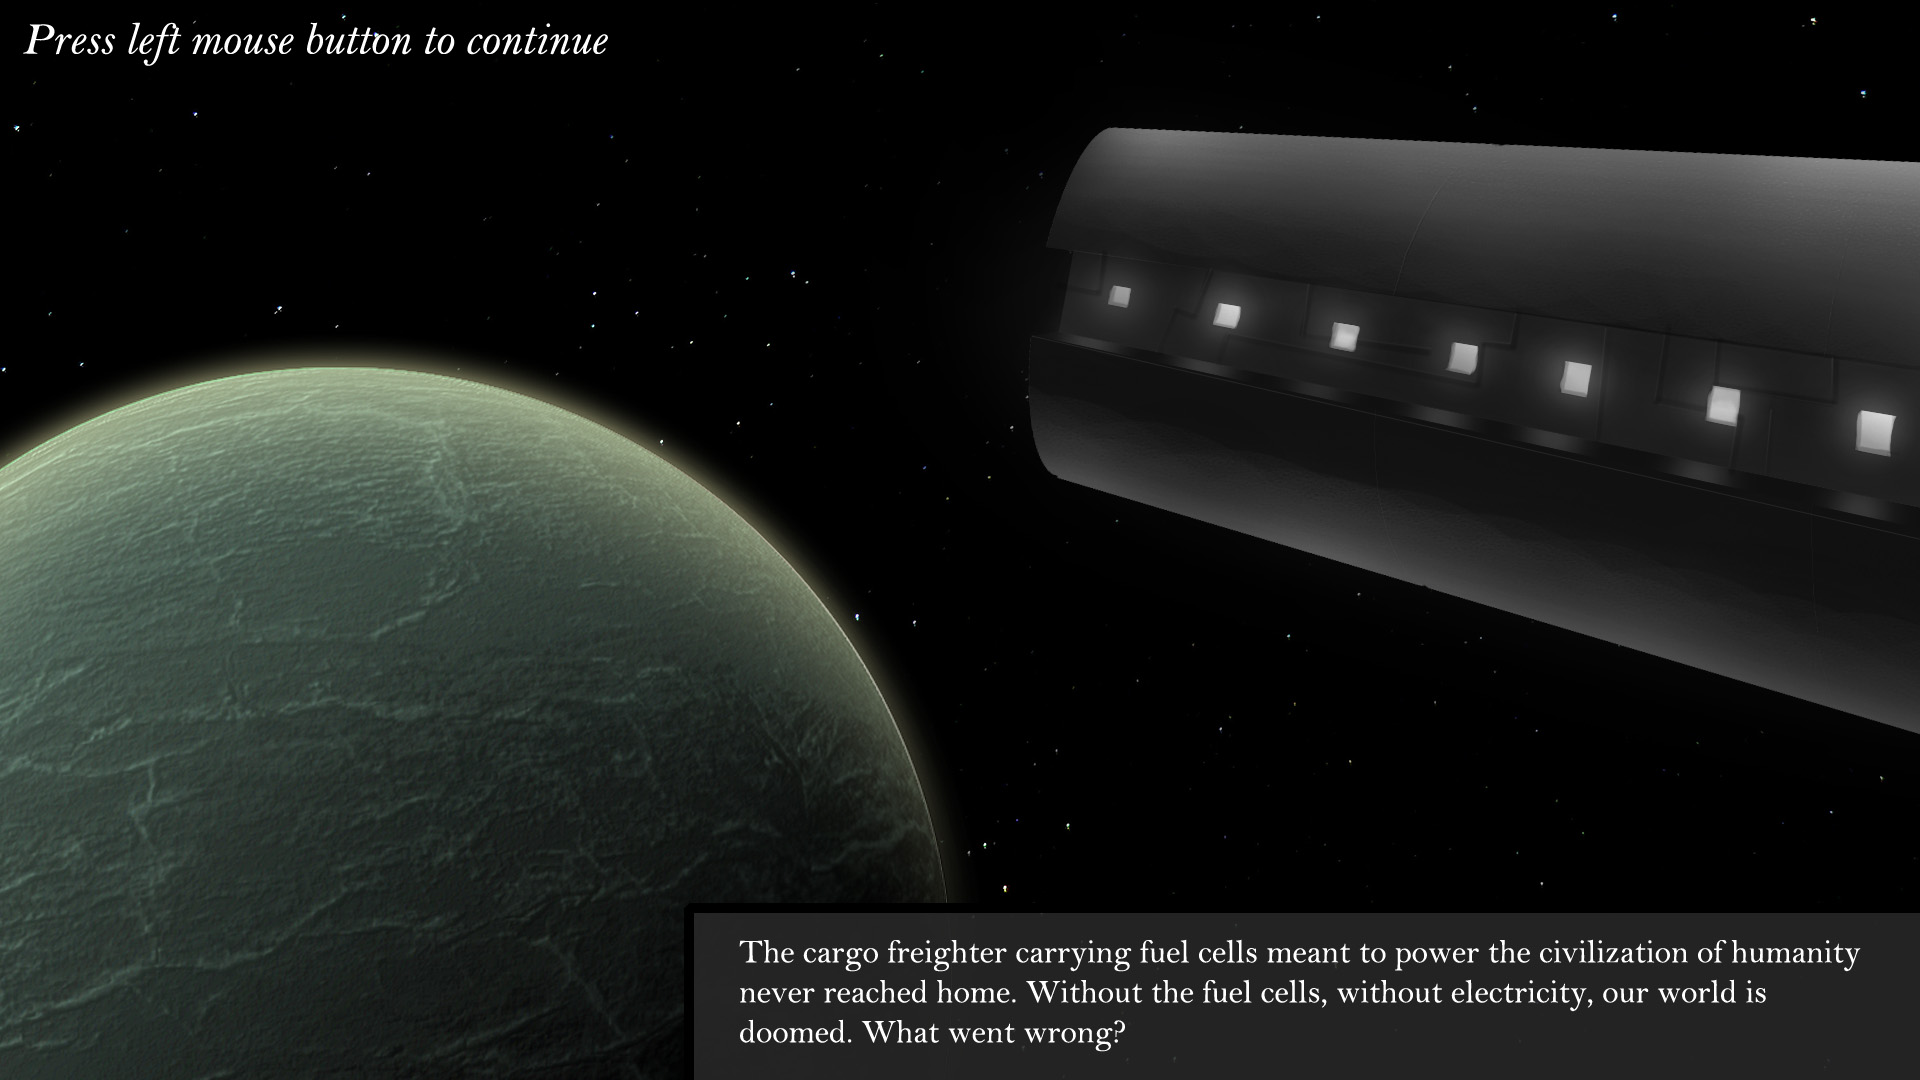 Press left mouse button to continue
The cargo freighter carrying fuel cells meant to power the civilization of humanity
never reached home. Without the fuel cells, without electricity, our world is
doomed. What went wrong?